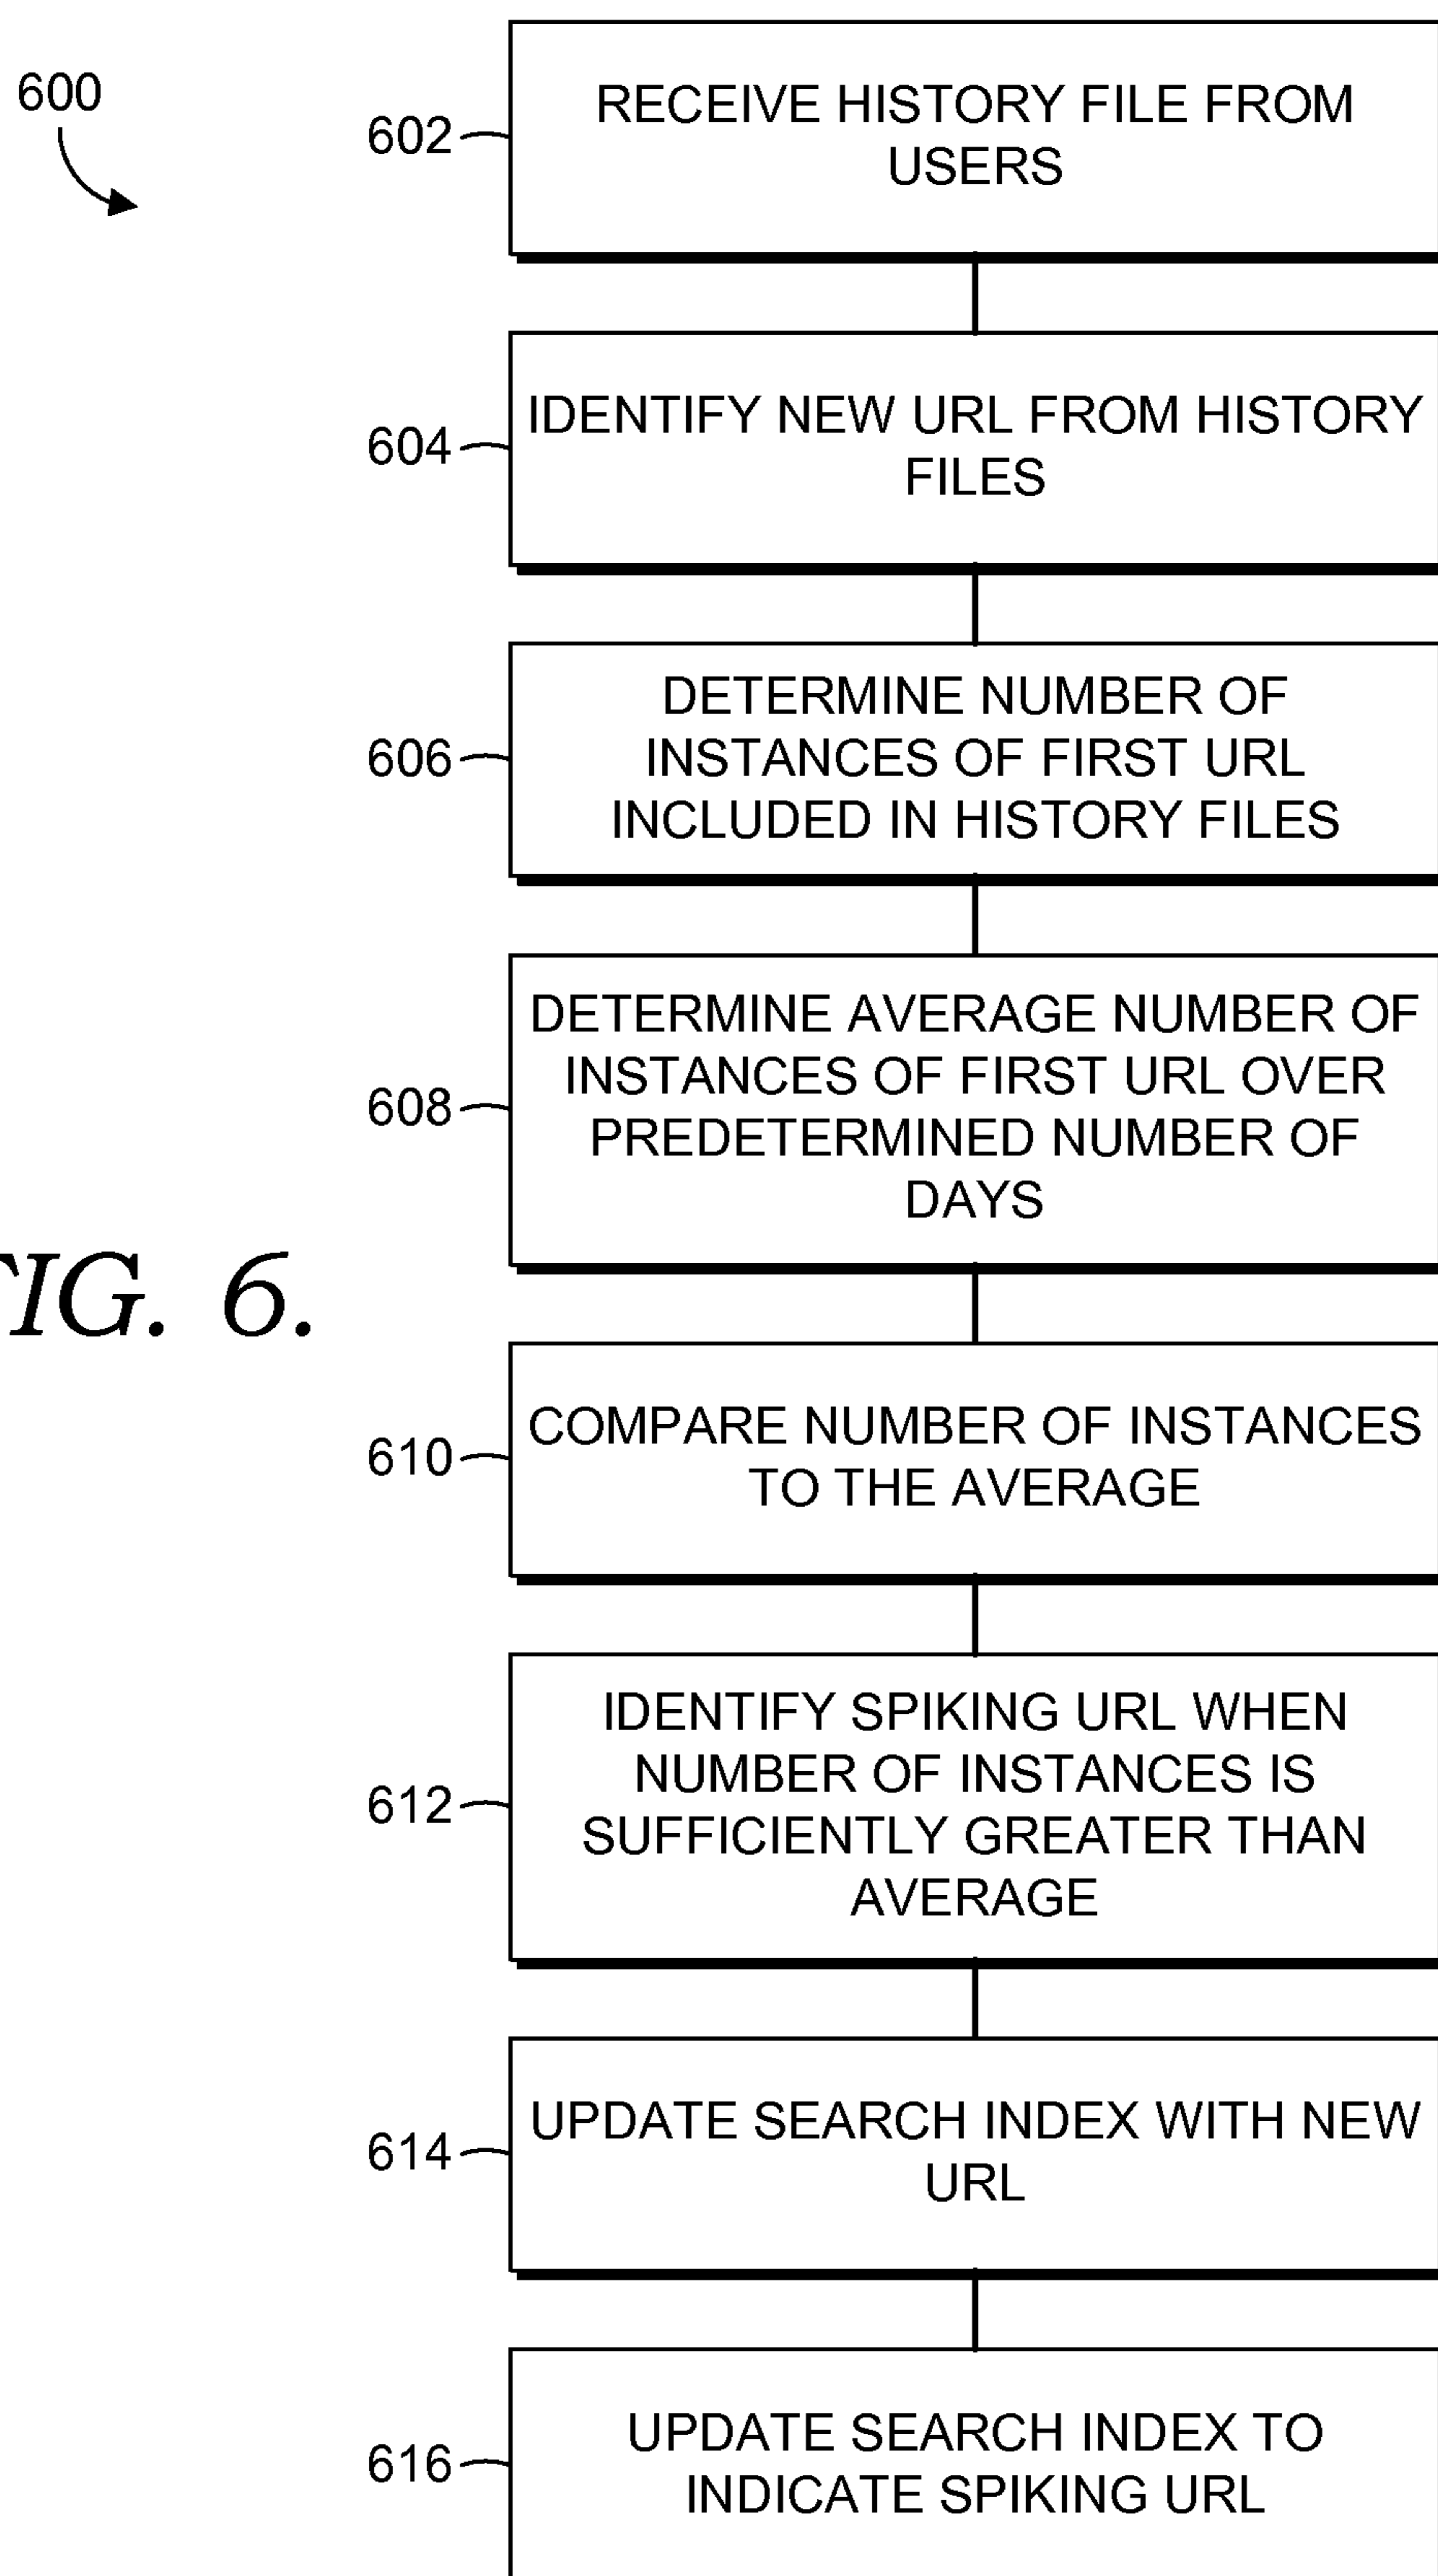 600
602
RECEIVE HISTORY FILE FROM
USERS
604
IDENTIFY NEW URL FROM HISTORY
FILES
606
DETERMINE NUMBER OF
INSTANCES OF FIRST URL
INCLUDED IN HISTORY FILES
608
DETERMINE AVERAGE NUMBER OF
INSTANCES OF FIRST URL OVER
PREDETERMINED NUMBER OF
DAYS
IG. 6.
610
COMPARE NUMBER OF INSTANCES
TO THE AVERAGE
612
IDENTIFY SPIKING URL WHEN
NUMBER OF INSTANCES IS
SUFFICIENTLY GREATER THAN
AVERAGE
614
UPDATE SEARCH INDEX WITH NEW
URL
616
UPDATE SEARCH INDEX TO
INDICATE SPIKING URL